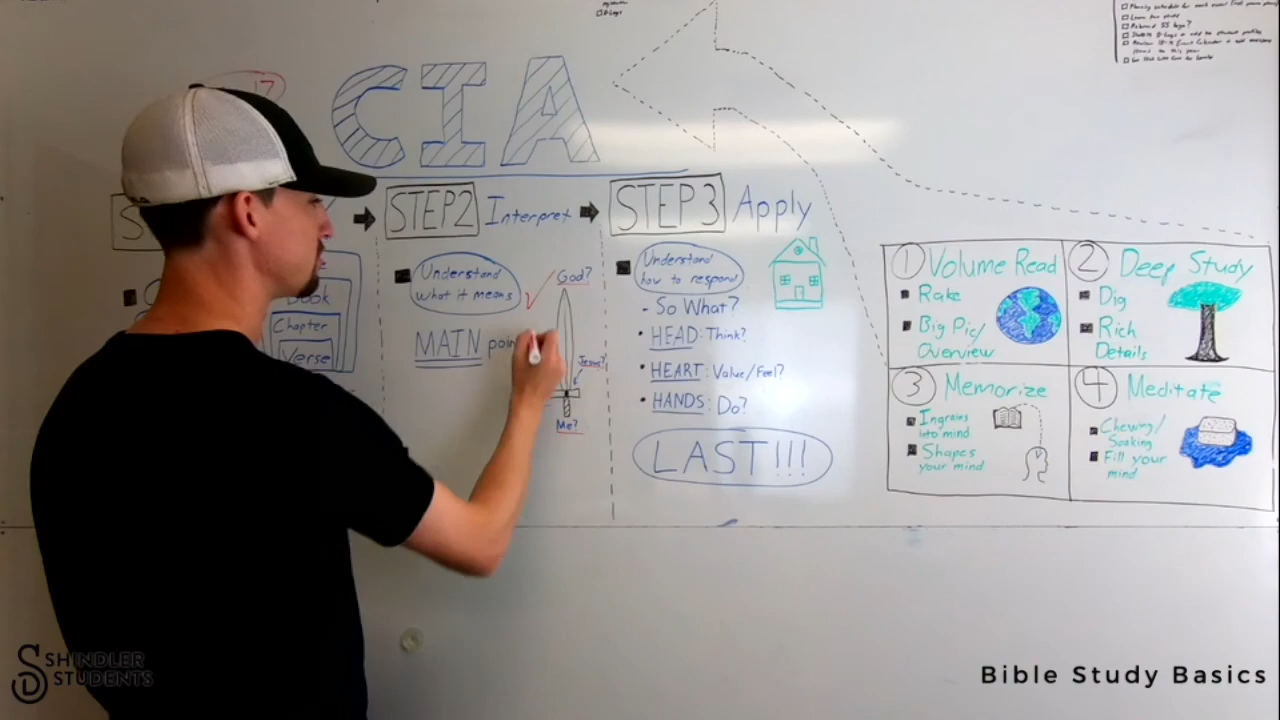 17
CIA
STEP2 Interpret
STEP 3 Apply
Book
Chapter
Verse
Understand
what it means
MAIN
God?
Jesus?
Me?
Understand
how to respond
- So What?
• HEAD: Think?
• HEART: Value/Feel?
• HANDS: Do?
LAST!!!
1 Volume Read
Rake
Big Pic/
Overview
2 Deep Study
Dig
Rich
Details
3 Memorize
Ingrains
into mind
Shapes
your mind
4 Meditate
Chewing/
Soaking
Fill your
mind
SHINDLER
STUDENTS
Bible Study Basics